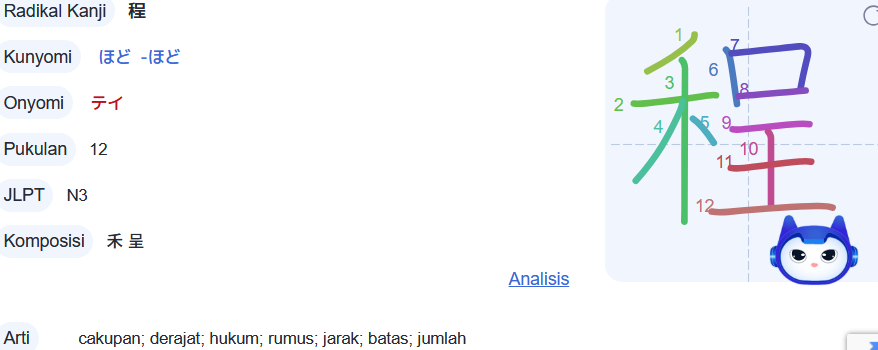 Radikal Kanji 程
Kunyomi ほど -ほど
Onyomi テイ
Pukulan 12
JLPT N3
Komposisi 禾 呈
Analisis
Arti cakupan; derajat; hukum; rumus; jarak; batas; jumlah
1
2
3
4
5
6
7
8
9
10
11
12